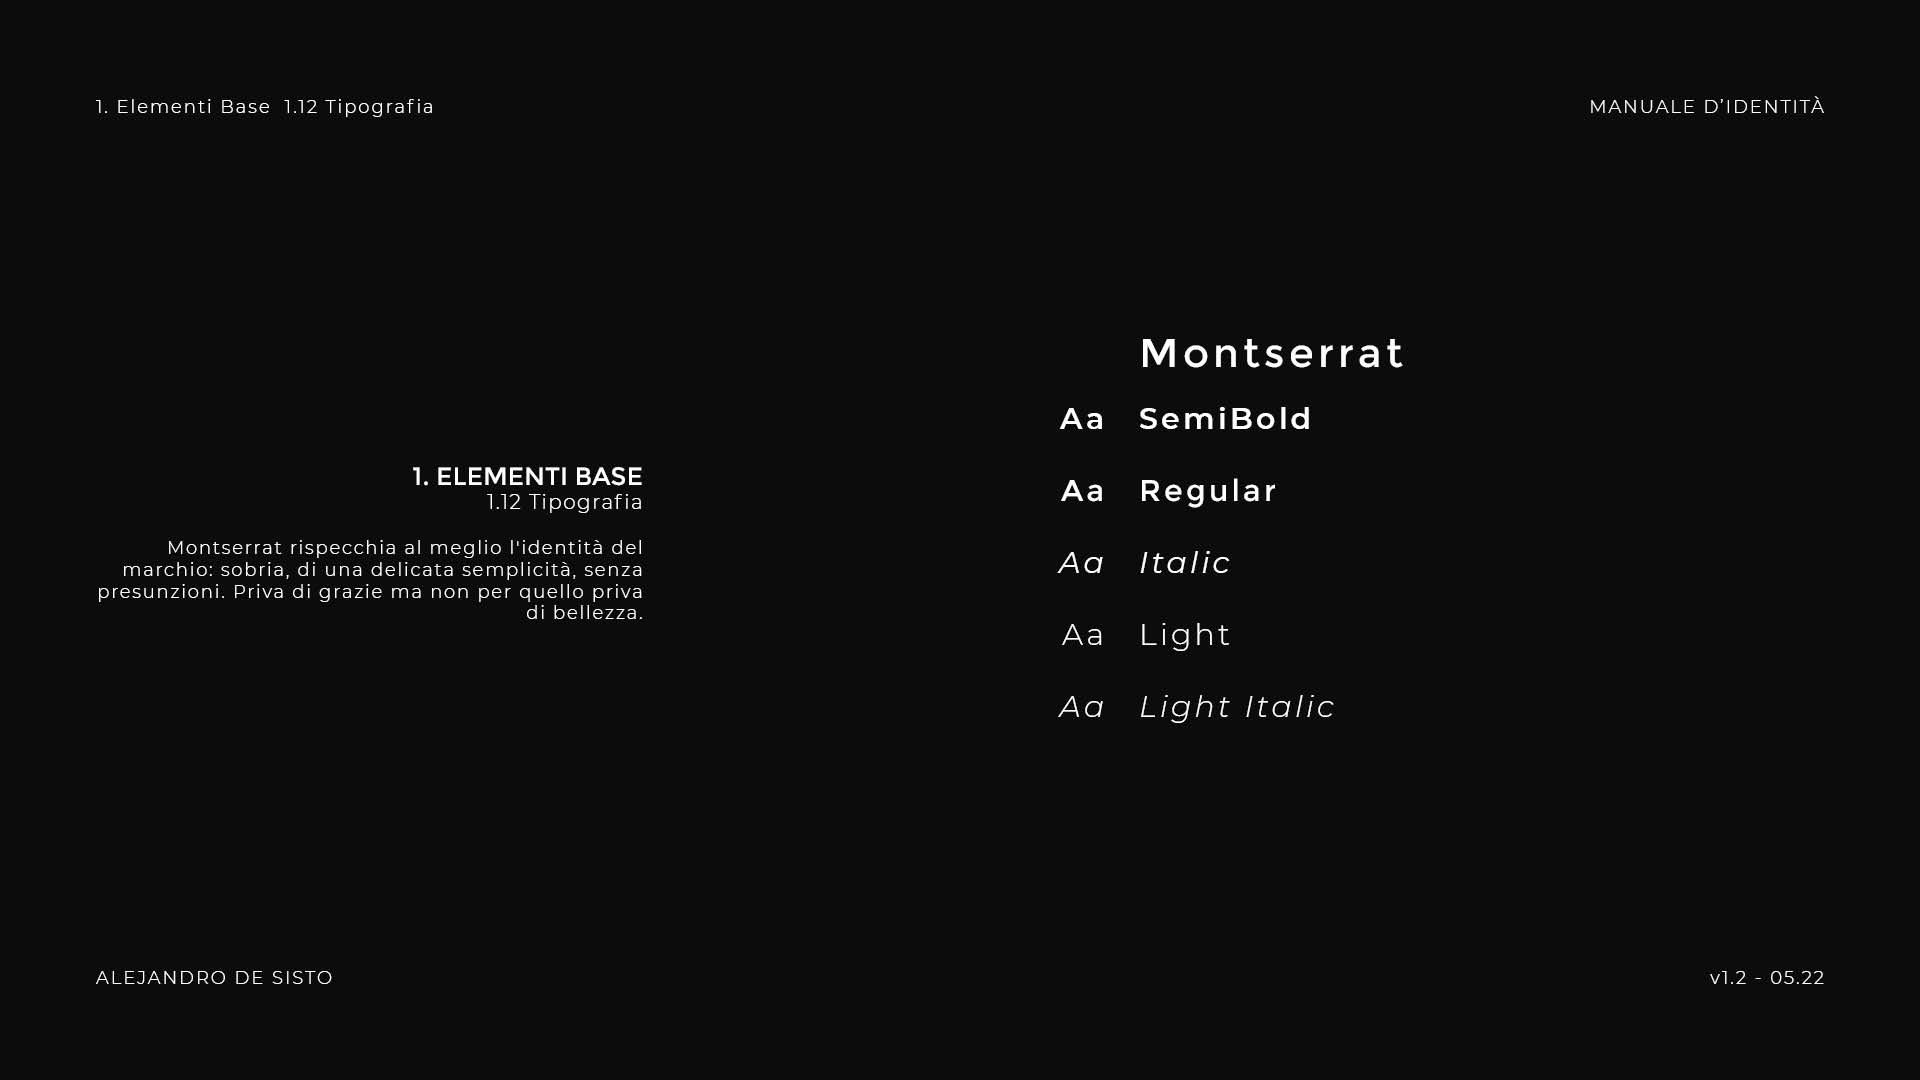 1. Elementi Base  1.12 Tipografia
MANUALE D’IDENTITÀ
1. ELEMENTI BASE
1.12 Tipografia
Montserrat rispecchia al meglio l'identità del
marchio: sobria, di una delicata semplicità, senza
presunzioni. Priva di grazie ma non per quello priva
di bellezza.
Montserrat
Aa SemiBold
Aa Regular
Aa Italic
Aa Light
Aa Light Italic
ALEJANDRO DE SISTO
v1.2 - 05.22